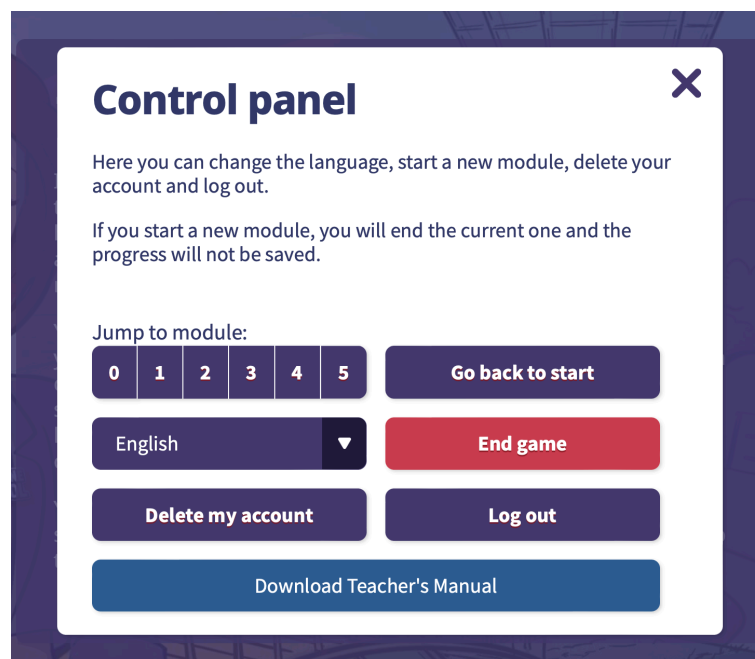 Control panel
Here you can change the language, start a new module, delete your
account and log out.
If you start a new module, you will end the current one and the
progress will not be saved.
Jump to module:
0 1 2 3 4 5
Go back to start
English
End game
Delete my account
Log out
Download Teacher's Manual